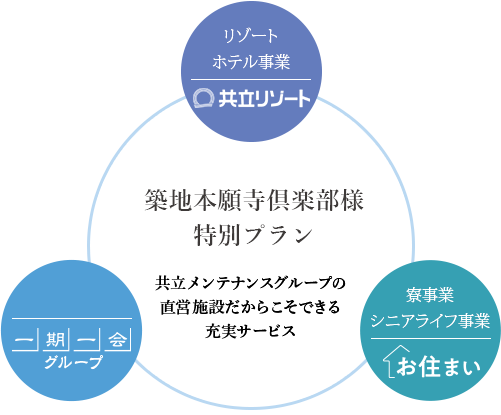 リゾート
ホテル事業
共立リゾート
築地本願寺倶楽部様
特別プラン
共立メンテナンスグループの
直営施設だからこそできる
充実サービス
一期一会
グループ
寮事業
シニアライフ事業
お住まい